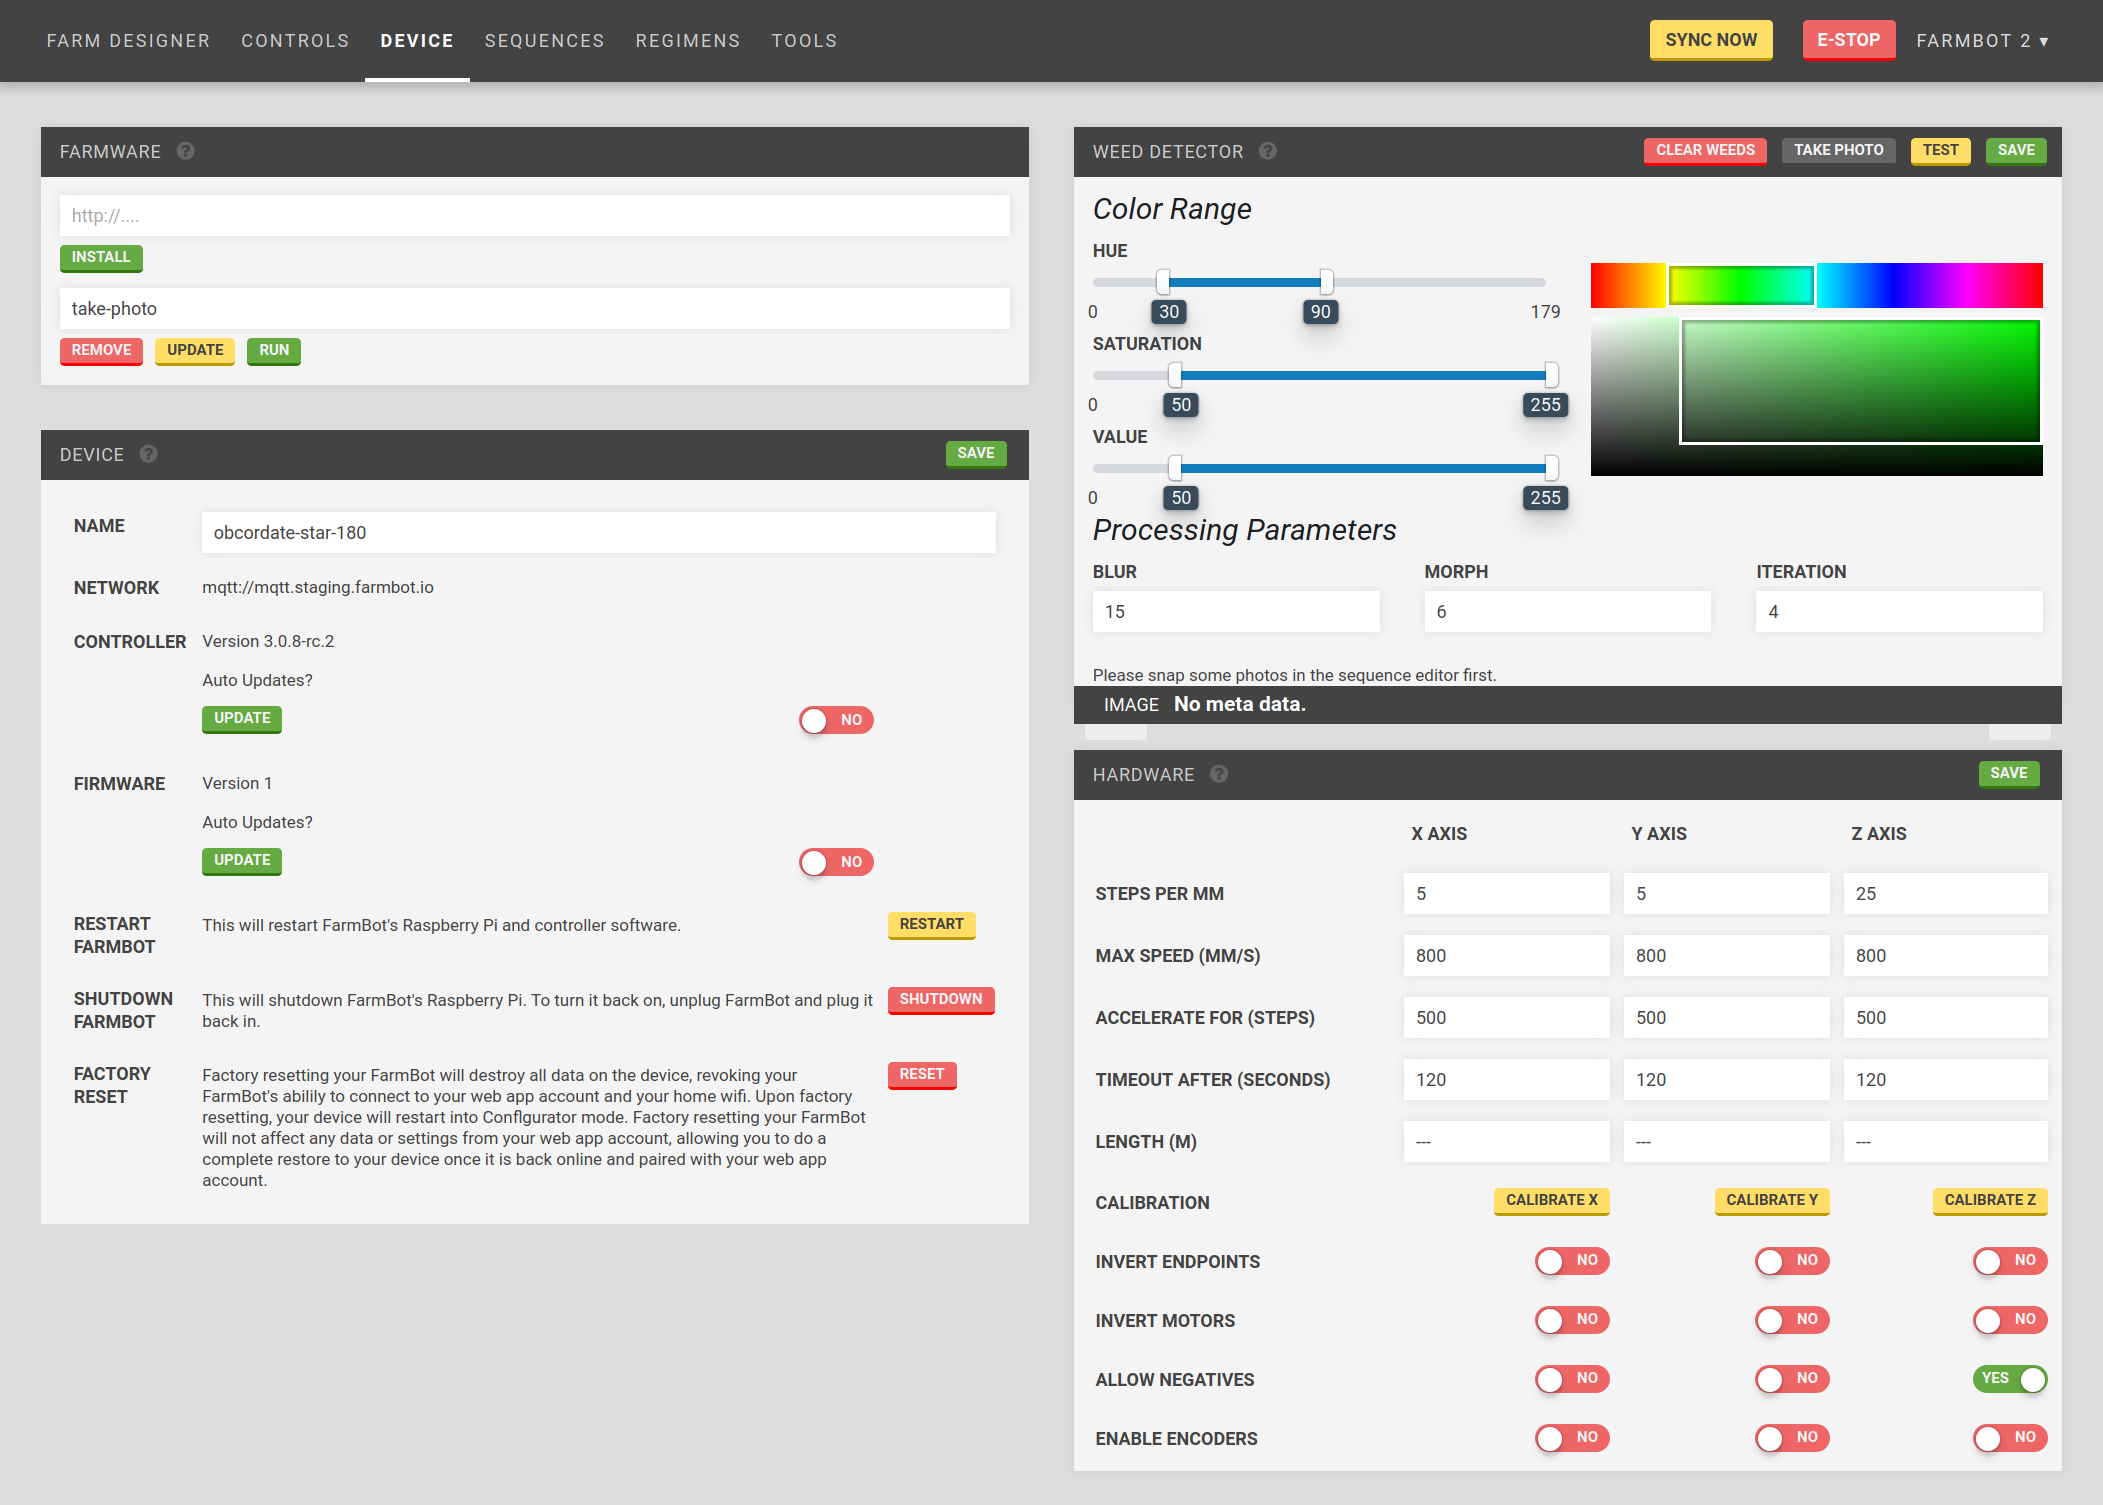 FARM DESIGNER CONTROLS DEVICE SEQUENCES REGIMENS TOOLS SYNC NOW E-STOP FARMBOT 2 ▾
FARMWARE ?
http://....
INSTALL
take-photo
REMOVE UPDATE RUN
DEVICE ? SAVE
NAME obcordate-star-180
NETWORK mqtt://mqtt.staging.farmbot.io
CONTROLLER Version 3.0.8-rc.2
Auto Updates?
UPDATE NO
FIRMWARE Version 1
Auto Updates?
UPDATE NO
RESTART
FARMBOT
This will restart FarmBot's Raspberry Pi and controller software.
RESTART
SHUTDOWN
FARMBOT
This will shutdown FarmBot's Raspberry Pi. To turn it back on, unplug FarmBot and plug it
back in.
SHUTDOWN
FACTORY
RESET
Factory resetting your FarmBot will destroy all data on the device, revoking your
FarmBot's abilily to connect to your web app account and your home wifi. Upon factory
resetting, your device will restart into Configurator mode. Factory resetting your FarmBot
will not affect any data or settings from your web app account, allowing you to do a
complete restore to your device once it is back online and paired with your web app
account.
RESET
WEED DETECTOR ? CLEAR WEEDS TAKE PHOTO TEST SAVE
Color Range
HUE
0 30 90 179
SATURATION
0 50 255
VALUE
0 50 255
Processing Parameters
BLUR MORPH ITERATION
15 6 4
Please snap some photos in the sequence editor first.
IMAGE No meta data.
HARDWARE ? SAVE
X AXIS Y AXIS Z AXIS
STEPS PER MM 5 5 25
MAX SPEED (MM/S) 800 800 800
ACCELERATE FOR (STEPS) 500 500 500
TIMEOUT AFTER (SECONDS) 120 120 120
LENGTH (M) --- --- ---
CALIBRATION CALIBRATE X CALIBRATE Y CALIBRATE Z
INVERT ENDPOINTS NO NO NO
INVERT MOTORS NO NO NO
ALLOW NEGATIVES NO NO YES
ENABLE ENCODERS NO NO NO